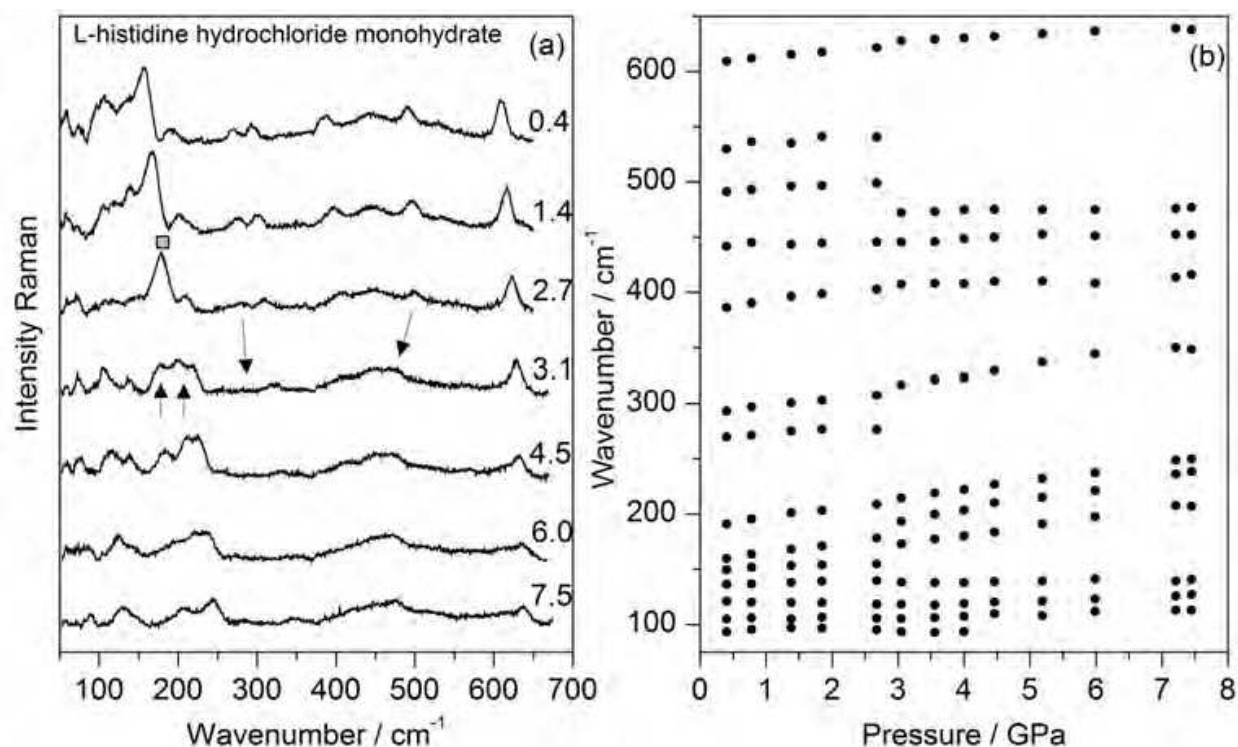 L-histidine hydrochloride monohydrate
(a)
0.4
1.4
2.7
3.1
4.5
6.0
7.5
Intensity Raman
100 200 300 400 500 600 700
Wavenumber / cm⁻¹
(b)
600
500
400
300
200
100
Wavenumber / cm⁻¹
0 1 2 3 4 5 6 7 8
Pressure / GPa